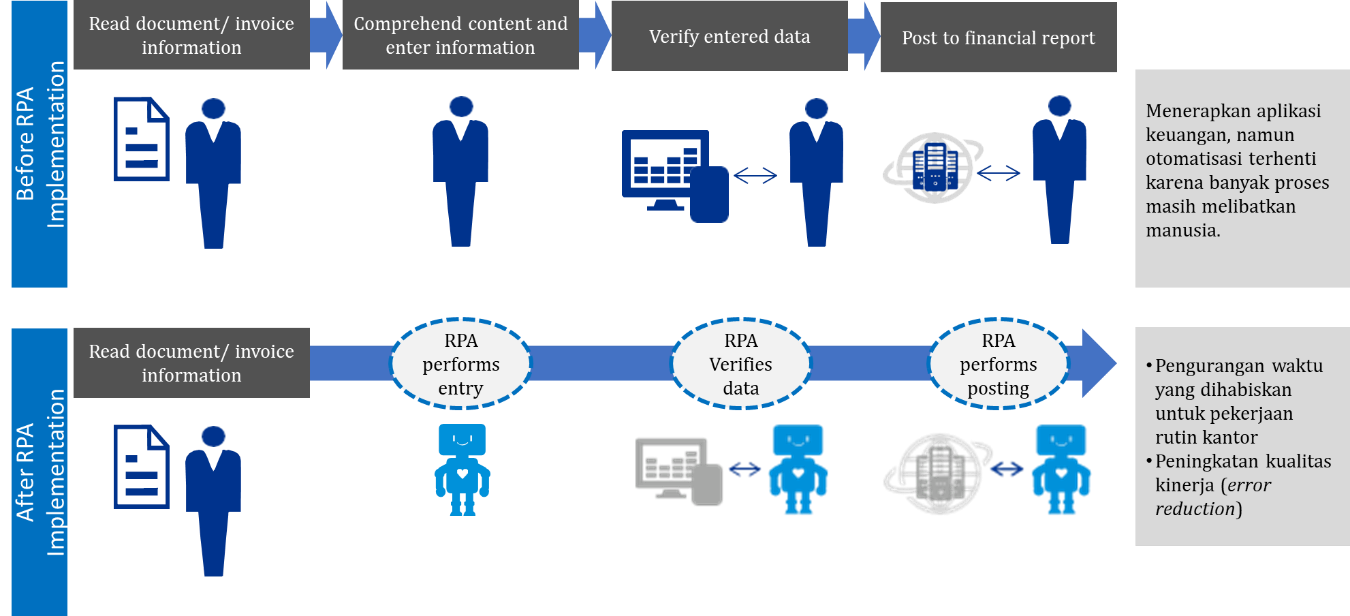 Before RPA
Implementation
Read document/ invoice
information
Comprehend content and
enter information
Verify entered data
Post to financial report
Menerapkan aplikasi
keuangan, namun
otomatisasi terhenti
karena banyak proses
masih melibatkan
manusia.
After RPA
Implementation
Read document/ invoice
information
RPA
performs
entry
RPA
Verifies
data
RPA
performs
posting
• Pengurangan waktu
yang dihabiskan
untuk pekerjaan
rutin kantor
• Peningkatan kualitas
kinerja (error
reduction)